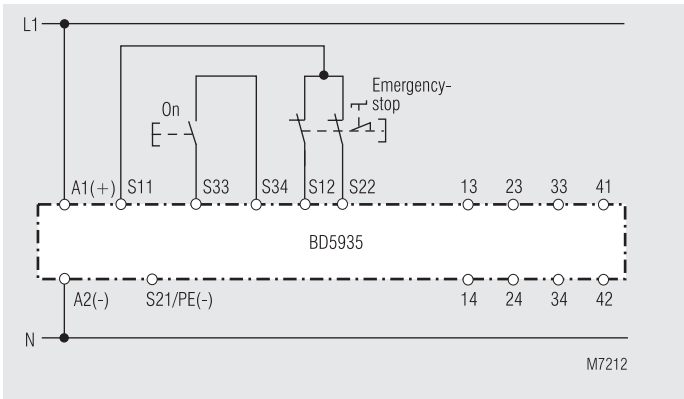 L1
Emergency-
stop
On
A1(+) S11 S33 S34 S12 S22 13 23 33 41
BD5935
A2(-) S21/PE(-) 14 24 34 42
N
M7212